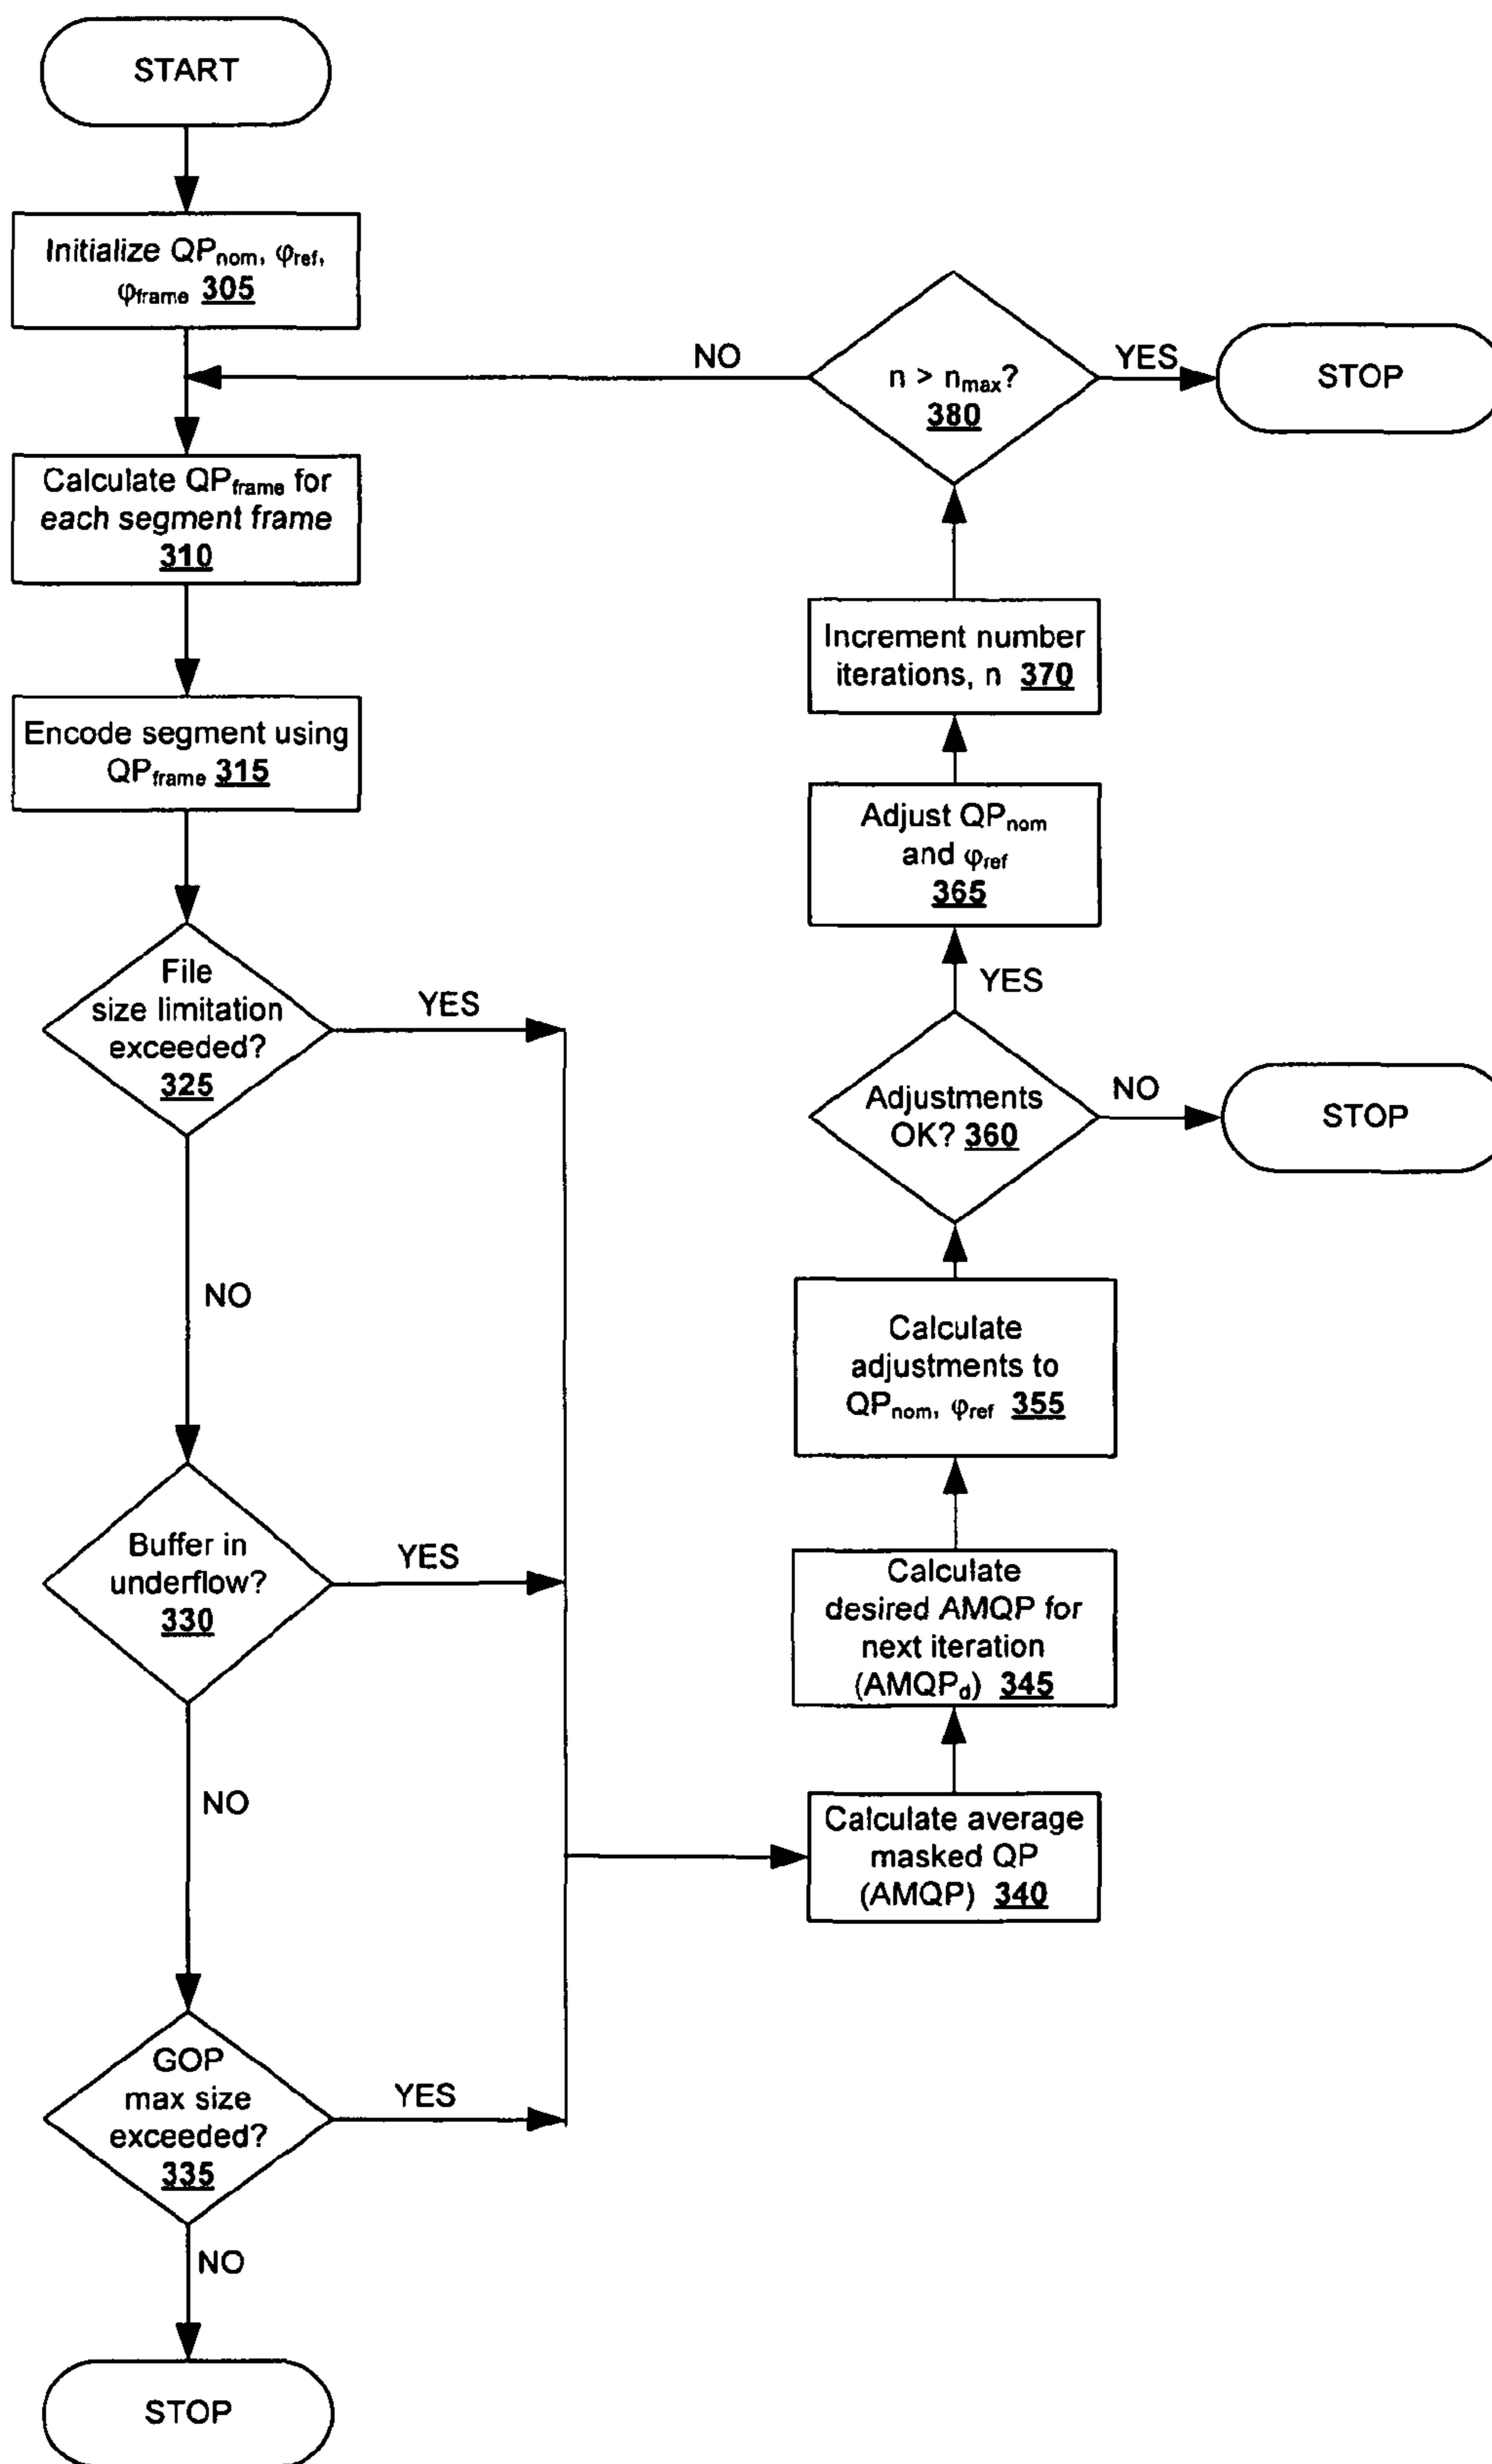 START
Initialize QPnom, φref,
φframe 305
Calculate QPframe for
each segment frame
310
Encode segment using
QPframe 315
File
size limitation
exceeded?
325
YES
NO
Buffer in
underflow?
330
YES
NO
GOP
max size
exceeded?
335
YES
NO
STOP
Calculate average
masked QP
(AMQP) 340
Calculate
desired AMQP for
next iteration
(AMQPd) 345
Calculate
adjustments to
QPnom, φref 355
Adjustments
OK? 360
NO
STOP
YES
Adjust QPnom
and φref
365
Increment number
iterations, n 370
n > nmax?
380
YES
STOP
NO